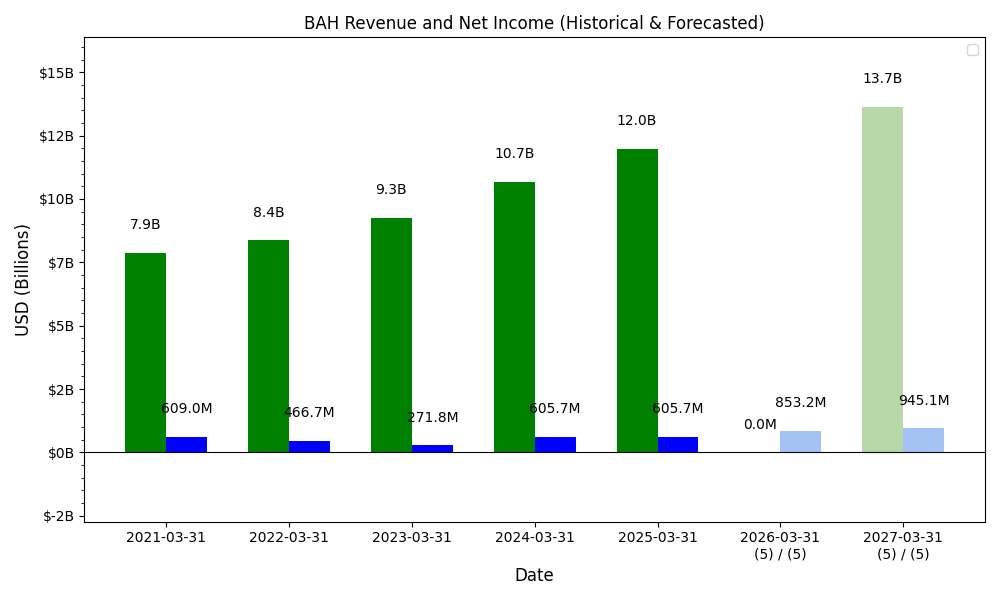 BAH Revenue and Net Income (Historical & Forecasted)
$15B
$12B
$10B
$7B
$5B
$2B
$0B
$-2B
USD (Billions)
7.9B
609.0M
8.4B
466.7M
9.3B
271.8M
10.7B
605.7M
12.0B
605.7M
0.0M
853.2M
13.7B
945.1M
2021-03-31
2022-03-31
2023-03-31
2024-03-31
2025-03-31
2026-03-31
(5) / (5)
2027-03-31
(5) / (5)
Date